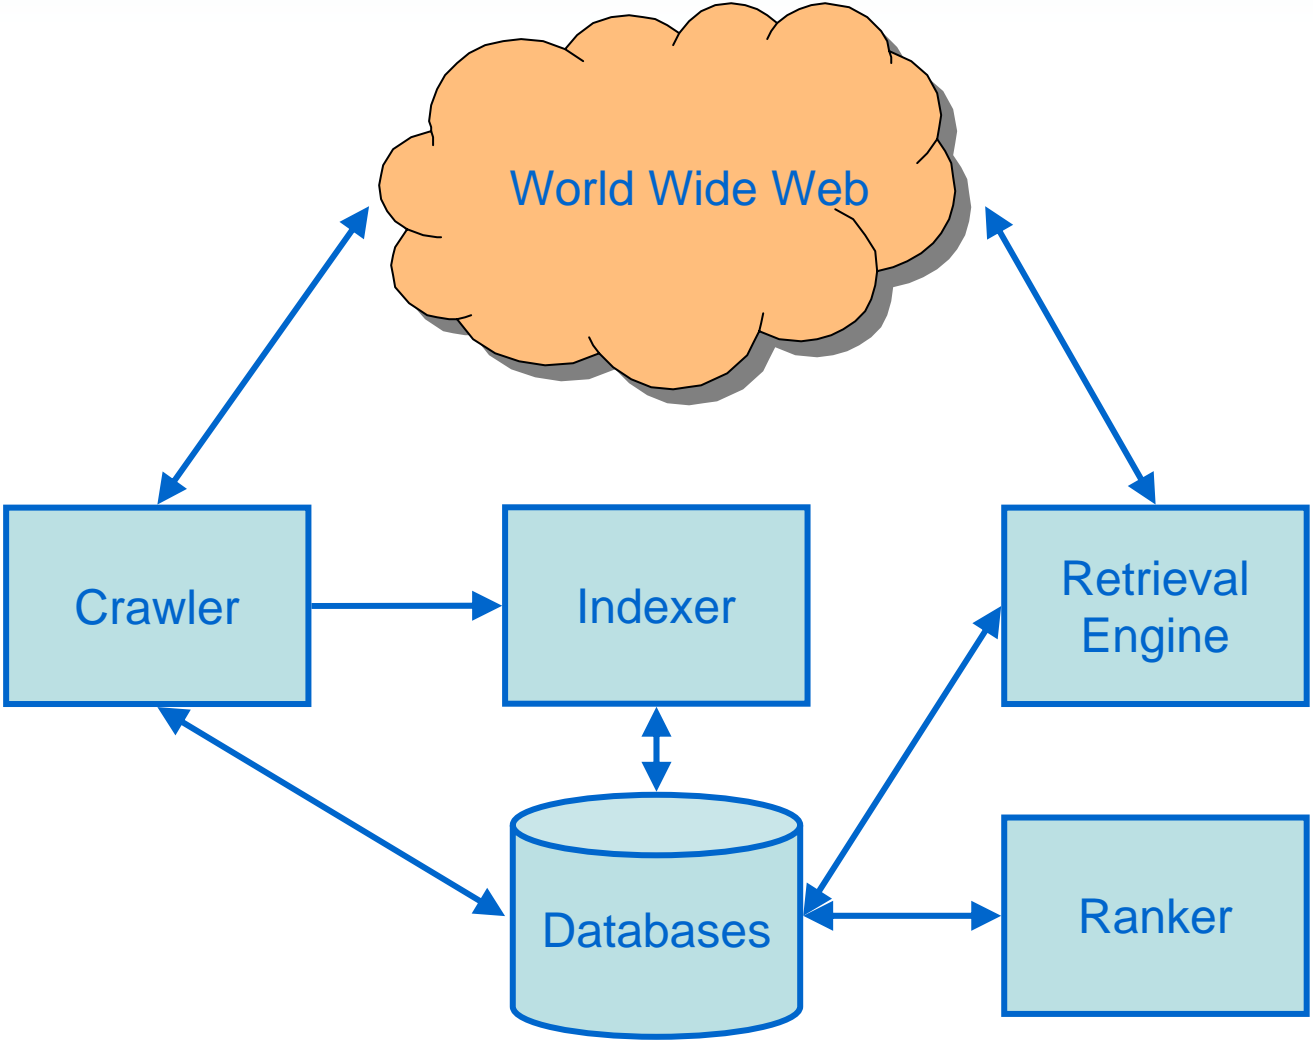 World Wide Web
Crawler
Indexer
Retrieval
Engine
Databases
Ranker